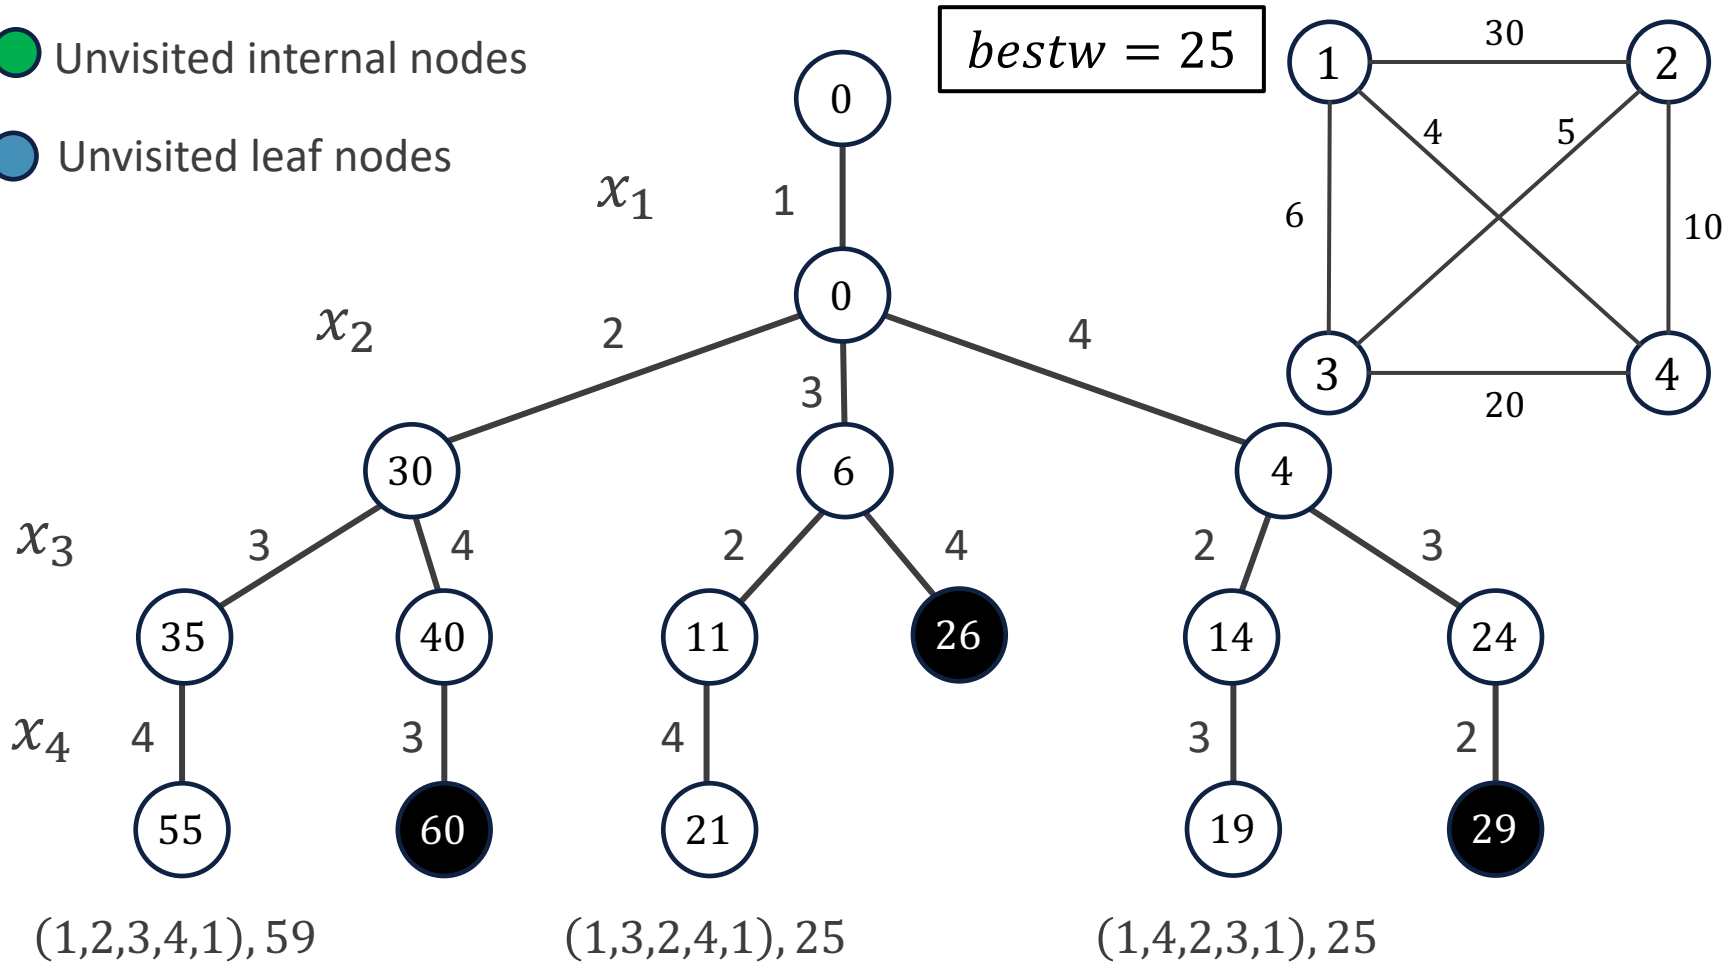 Unvisited internal nodes
Unvisited leaf nodes
bestw = 25
1 30 2
4 5
6 10
3 20 4
0
x₁ 1
0
x₂ 2 3 4
30 6 4
x₃ 3 4 2 4 2 3
35 40 11 26 14 24
x₄ 4 3 4 3 2
55 60 21 19 29
(1,2,3,4,1), 59 (1,3,2,4,1), 25 (1,4,2,3,1), 25